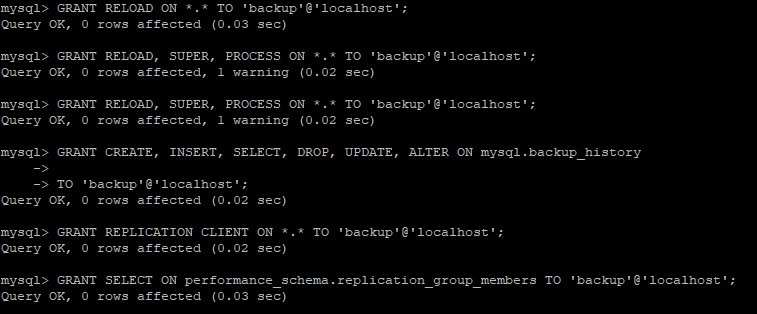 mysql> GRANT RELOAD ON *.* TO 'backup'@'localhost';
Query OK, 0 rows affected (0.03 sec)
mysql> GRANT RELOAD, SUPER, PROCESS ON *.* TO 'backup'@'localhost';
Query OK, 0 rows affected, 1 warning (0.02 sec)
mysql> GRANT RELOAD, SUPER, PROCESS ON *.* TO 'backup'@'localhost';
Query OK, 0 rows affected, 1 warning (0.02 sec)
mysql> GRANT CREATE, INSERT, SELECT, DROP, UPDATE, ALTER ON mysql.backup_history
    ->
    -> TO 'backup'@'localhost';
Query OK, 0 rows affected (0.02 sec)
mysql> GRANT REPLICATION CLIENT ON *.* TO 'backup'@'localhost';
Query OK, 0 rows affected (0.02 sec)
mysql> GRANT SELECT ON performance_schema.replication_group_members TO 'backup'@'localhost';
Query OK, 0 rows affected (0.03 sec)